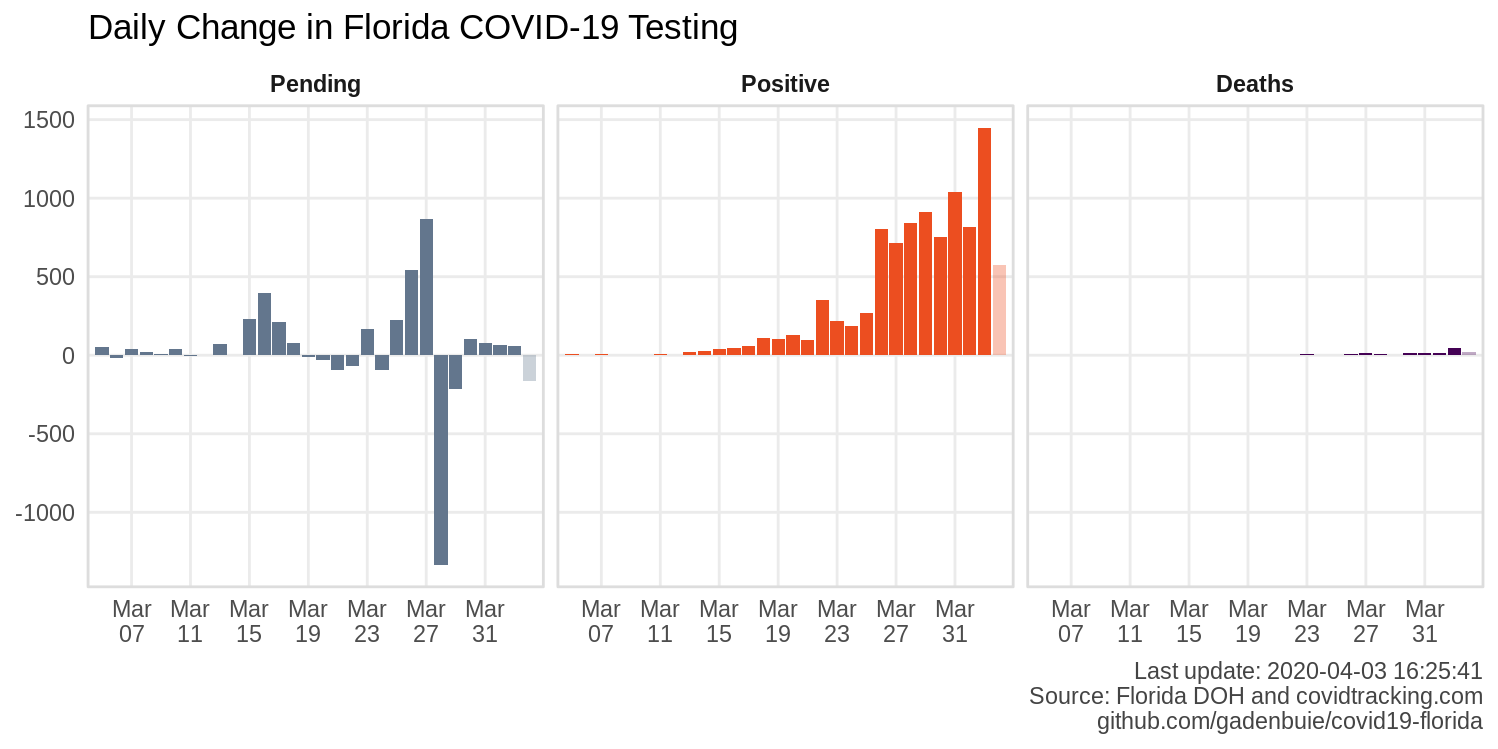 Daily Change in Florida COVID-19 Testing
Pending
Positive
Deaths
1500
1000
500
0
-500
-1000
Mar 07
Mar 11
Mar 15
Mar 19
Mar 23
Mar 27
Mar 31
Mar 07
Mar 11
Mar 15
Mar 19
Mar 23
Mar 27
Mar 31
Mar 07
Mar 11
Mar 15
Mar 19
Mar 23
Mar 27
Mar 31
Last update: 2020-04-03 16:25:41
Source: Florida DOH and covidtracking.com
github.com/gadenbuie/covid19-florida